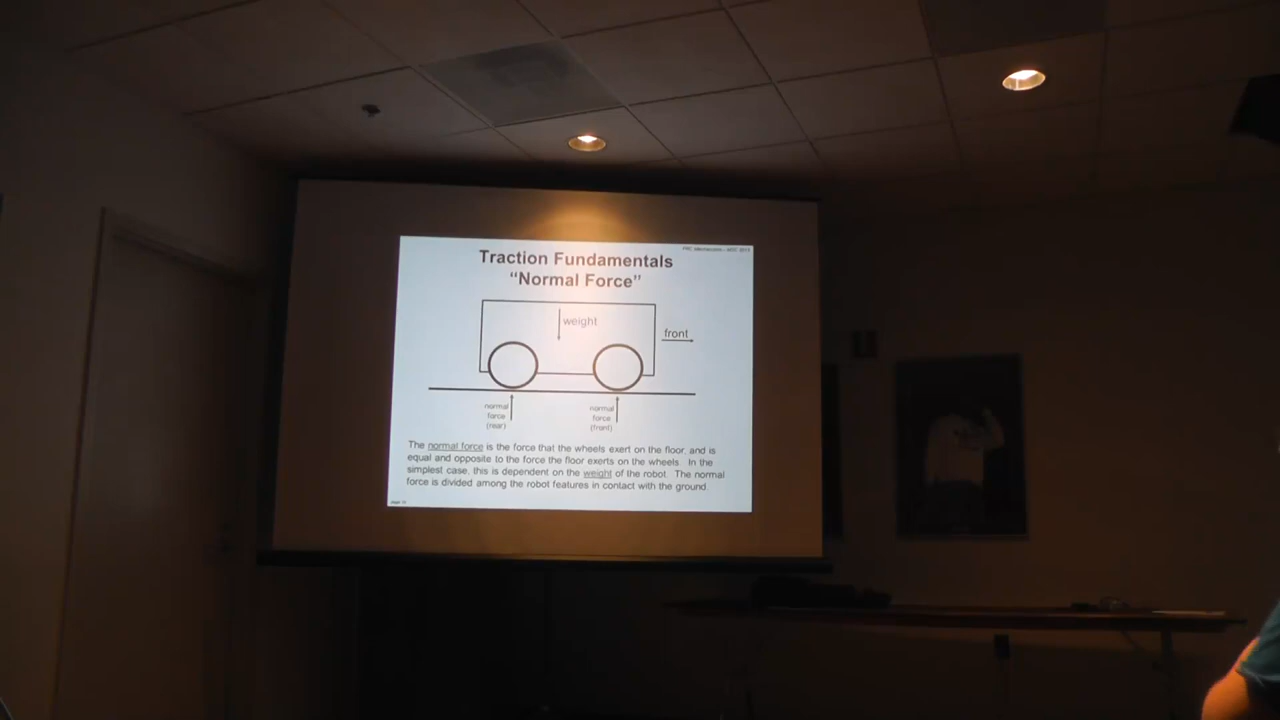 Traction Fundamentals
“Normal Force”
weight
front
normal
force
(rear)
normal
force
(front)
The normal force is the force that the wheels exert on the floor, and is
equal and opposite to the force the floor exerts on the wheels. In the
simplest case, this is dependent on the weight of the robot. The normal
force is divided among the robot features in contact with the ground.